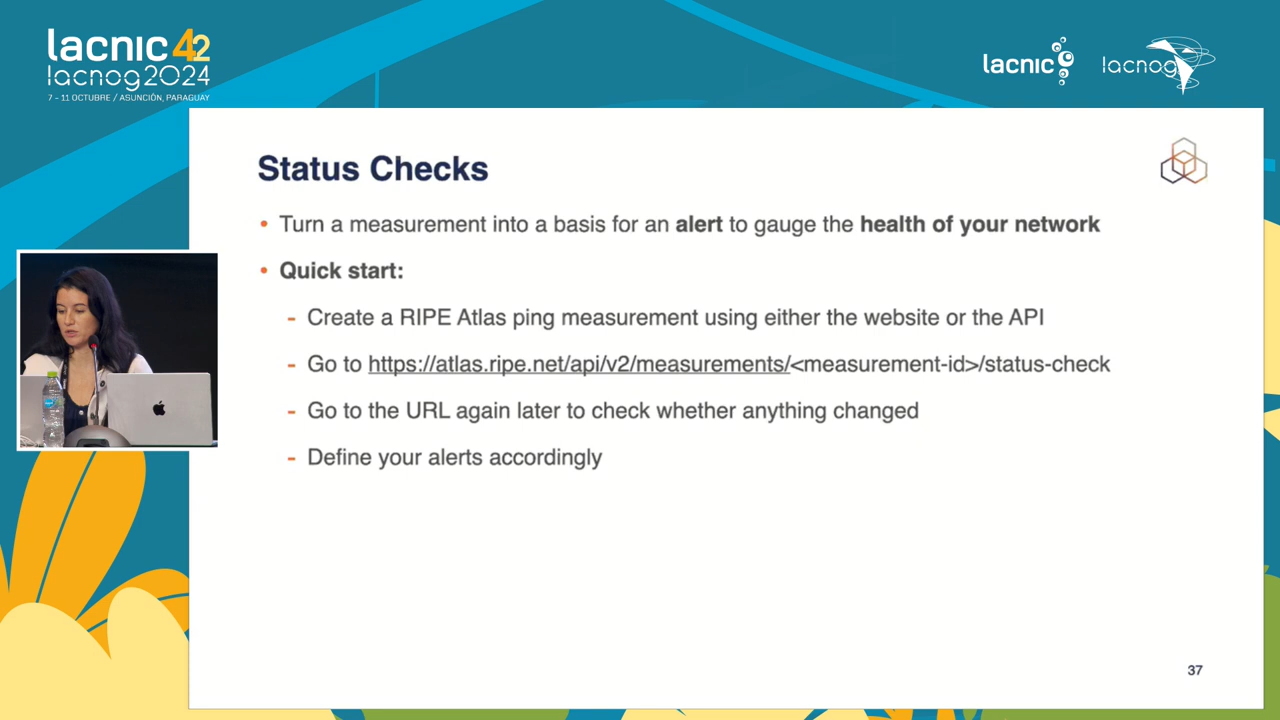 lacnic 42
lacnog2024
7 - 11 OCTUBRE / ASUNCIÓN, PARAGUAY
lacnic
lacnog
Status Checks
• Turn a measurement into a basis for an alert to gauge the health of your network
• Quick start:
- Create a RIPE Atlas ping measurement using either the website or the API
- Go to https://atlas.ripe.net/api/v2/measurements/<measurement-id>/status-check
- Go to the URL again later to check whether anything changed
- Define your alerts accordingly
37